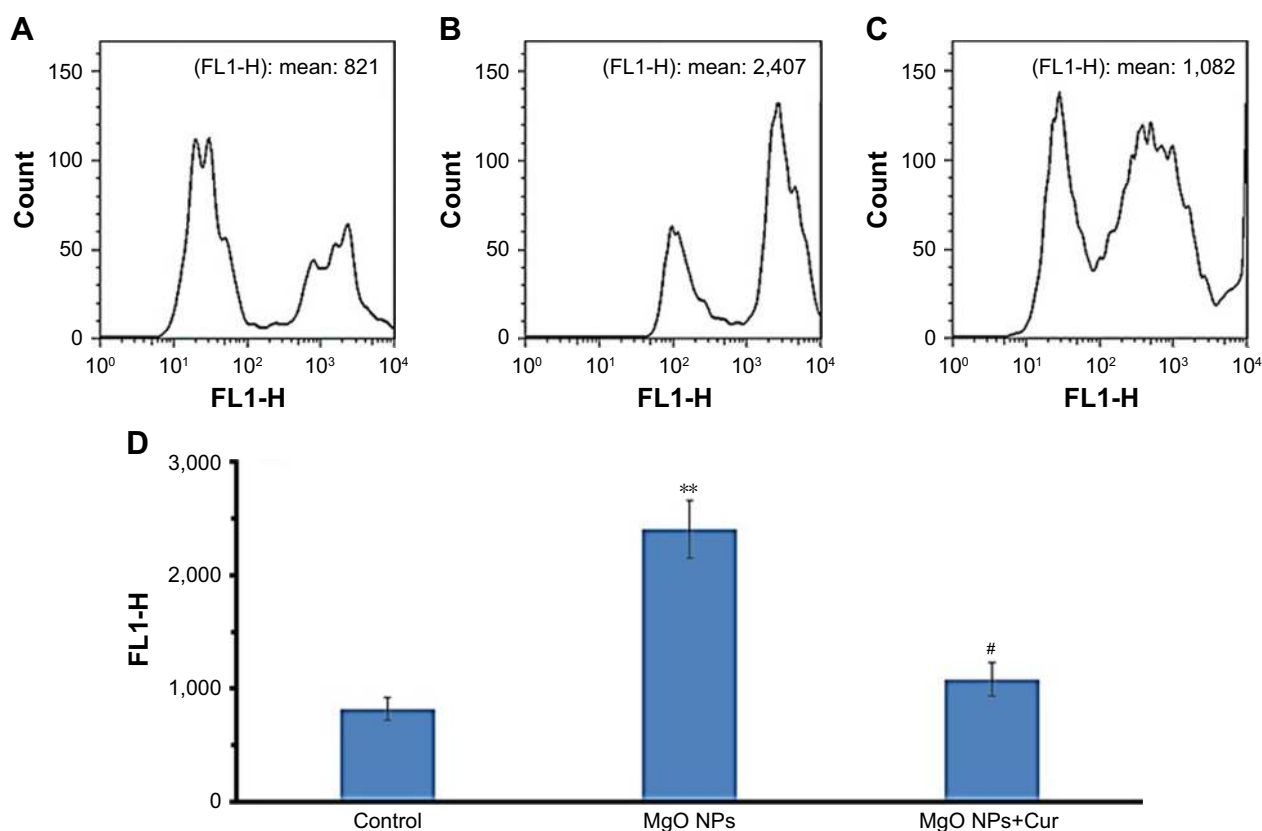 A
(FL1-H): mean: 821
150
100
50
0
Count
10⁰ 10¹ 10² 10³ 10⁴
FL1-H
B
(FL1-H): mean: 2,407
150
100
50
0
Count
10⁰ 10¹ 10² 10³ 10⁴
FL1-H
C
(FL1-H): mean: 1,082
150
100
50
0
Count
10⁰ 10¹ 10² 10³ 10⁴
FL1-H
D
3,000
2,000
1,000
0
FL1-H
**
#
Control MgO NPs MgO NPs+Cur